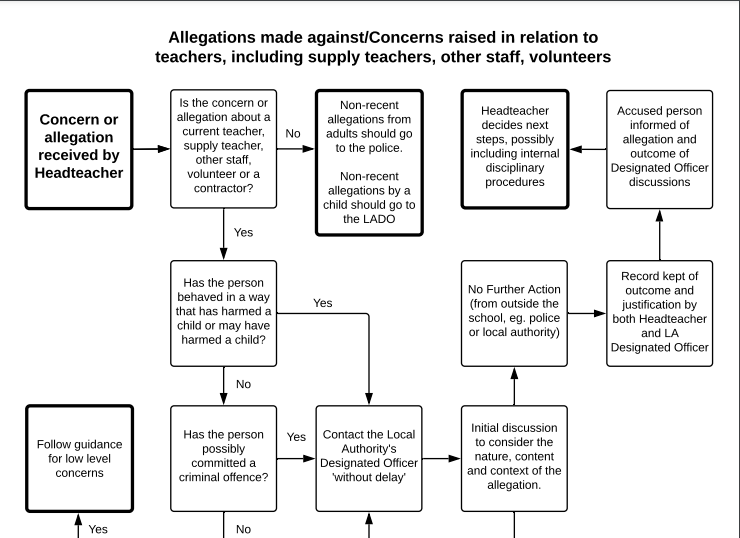 Allegations made against/Concerns raised in relation to
teachers, including supply teachers, other staff, volunteers
Concern or
allegation
received by
Headteacher
Is the concern or
allegation about a
current teacher,
supply teacher,
other staff,
volunteer or a
contractor?
No
Non-recent
allegations from
adults should go
to the police.
Non-recent
allegations by a
child should go to
the LADO
Headteacher
decides next
steps, possibly
including internal
disciplinary
procedures
Accused person
informed of
allegation and
outcome of
Designated Officer
discussions
Yes
Has the person
behaved in a way
that has harmed a
child or may have
harmed a child?
Yes
No Further Action
(from outside the
school, eg. police
or local authority)
Record kept of
outcome and
justification by
both Headteacher
and LA
Designated Officer
No
Follow guidance
for low level
concerns
Has the person
possibly
committed a
criminal offence?
Yes
Contact the Local
Authority's
Designated Officer
'without delay'
Initial discussion
to consider the
nature, content
and context of the
allegation.
Yes
No